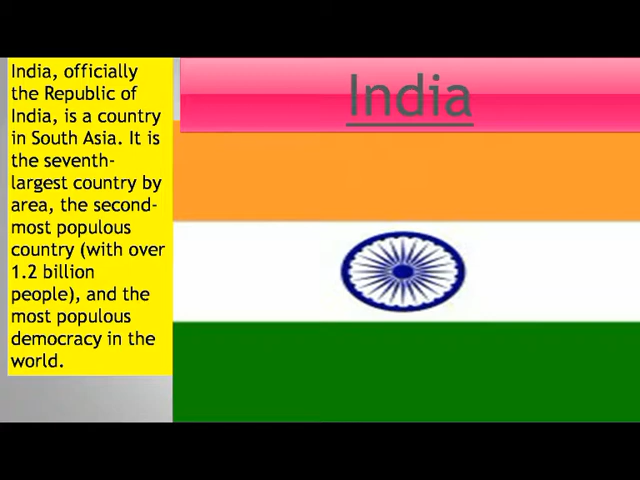 India
India, officially
the Republic of
India, is a country
in South Asia. It is
the seventh-
largest country by
area, the second-
most populous
country (with over
1.2 billion
people), and the
most populous
democracy in the
world.